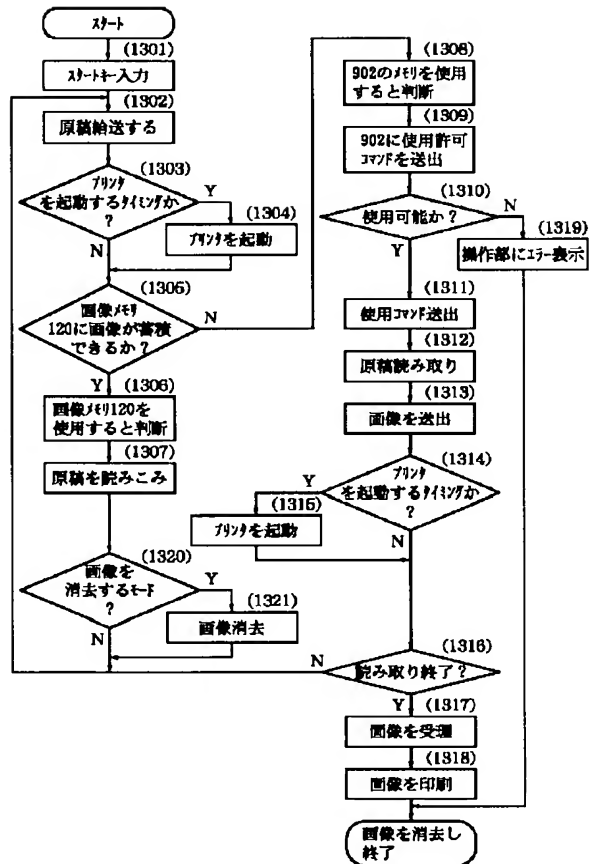 スタート
(1301)
スタートキー入力
(1302)
原稿給送する
(1303)
プリンタ
を起動するタイミングか
?
Y
(1304)
プリンタを起動
N
(1305)
画像メモリ
120に画像が蓄積
できるか?
N
Y
(1306)
画像メモリ120を
使用すると判断
(1307)
原稿を読みこみ
(1320)
画像を
消去するモード
?
Y
(1321)
画像消去
N
(1308)
902のメモリを使用
すると判断
(1309)
902に使用許可
コマンドを送出
(1310)
使用可能か?
N
(1319)
操作部にエラー表示
Y
(1311)
使用コマンド送出
(1312)
原稿読み取り
(1313)
画像を送出
(1314)
プリンタ
を起動するタイミングか
?
Y
(1315)
プリンタを起動
N
(1316)
読み取り終了?
N
Y
(1317)
画像を受理
(1318)
画像を印刷
画像を消去し
終了